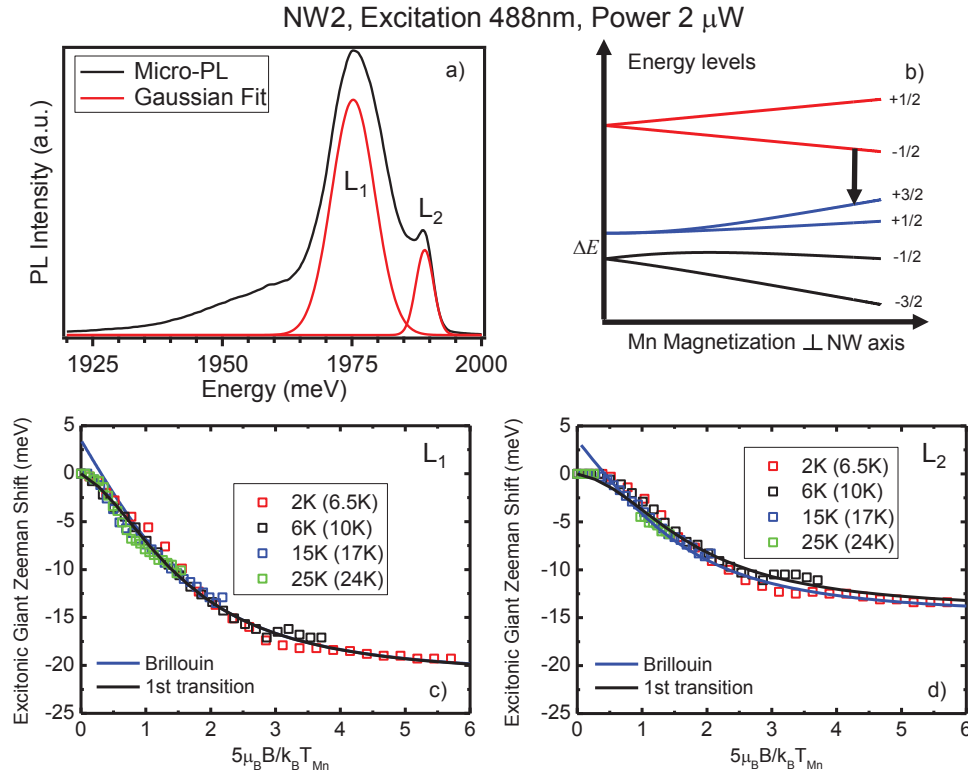 NW2, Excitation 488nm, Power 2 μW
Micro-PL
Gaussian Fit
a)
L₁
L₂
PL Intensity (a.u.)
1925 1950 1975 2000
Energy (meV)
Energy levels
b)
+1/2
-1/2
+3/2
+1/2
ΔE
-1/2
-3/2
Mn Magnetization ⊥ NW axis
Excitonic Giant Zeeman Shift (meV)
5
0
-5
-10
-15
-20
-25
L₁
2K (6.5K)
6K (10K)
15K (17K)
25K (24K)
Brillouin
1st transition
c)
0 1 2 3 4 5 6
5μ_BB/k_BT_Mn
Excitonic Giant Zeeman Shift (meV)
5
0
-5
-10
-15
-20
-25
L₂
2K (6.5K)
6K (10K)
15K (17K)
25K (24K)
Brillouin
1st transition
d)
0 1 2 3 4 5 6
5μ_BB/k_BT_Mn